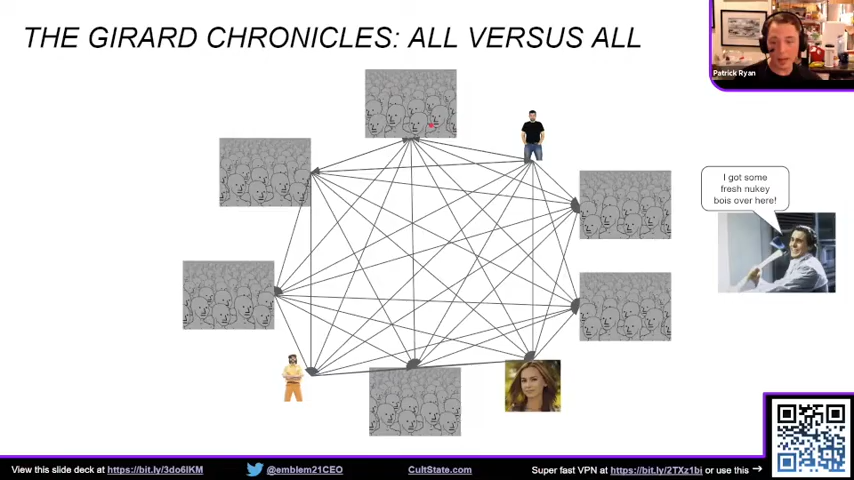 THE GIRARD CHRONICLES: ALL VERSUS ALL
Patrick Ryan
I got some
fresh nukey
bois over here!
View this slide deck at https://bit.ly/3do6IKM
@emblem21CEO
CultState.com
Super fast VPN at https://bit.ly/2TXz1bi or use this →